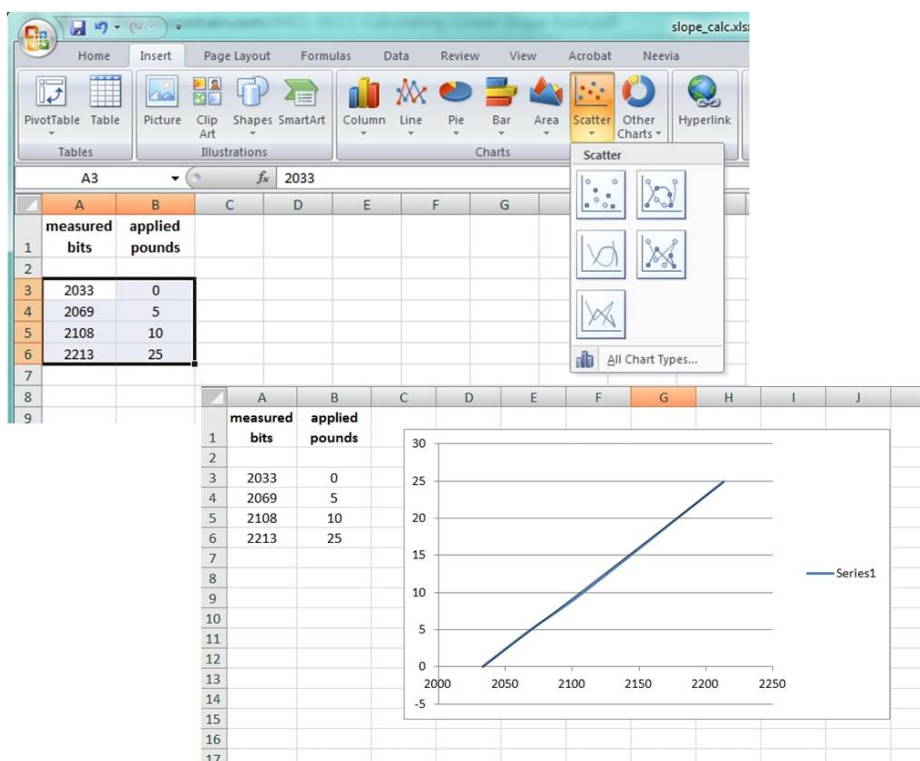 slope_calc.xls
Home Insert Page Layout Formulas Data Review View Acrobat Neevia
PivotTable Table Picture Clip Art Shapes SmartArt Column Line Pie Bar Area Scatter Other Charts Hyperlink
Tables Illustrations Charts
Scatter
A3 fx 2033
A B C D E F G
1 measured bits applied pounds
2
3 2033 0
4 2069 5
5 2108 10
6 2213 25
7
8
9
All Chart Types...
A B C D E F G H I J
1 measured bits applied pounds
2
3 2033 0
4 2069 5
5 2108 10
6 2213 25
7
8
9
10
11
12
13
14
15
16
17
30
25
20
15
10
5
0
-5
2000 2050 2100 2150 2200 2250
Series1